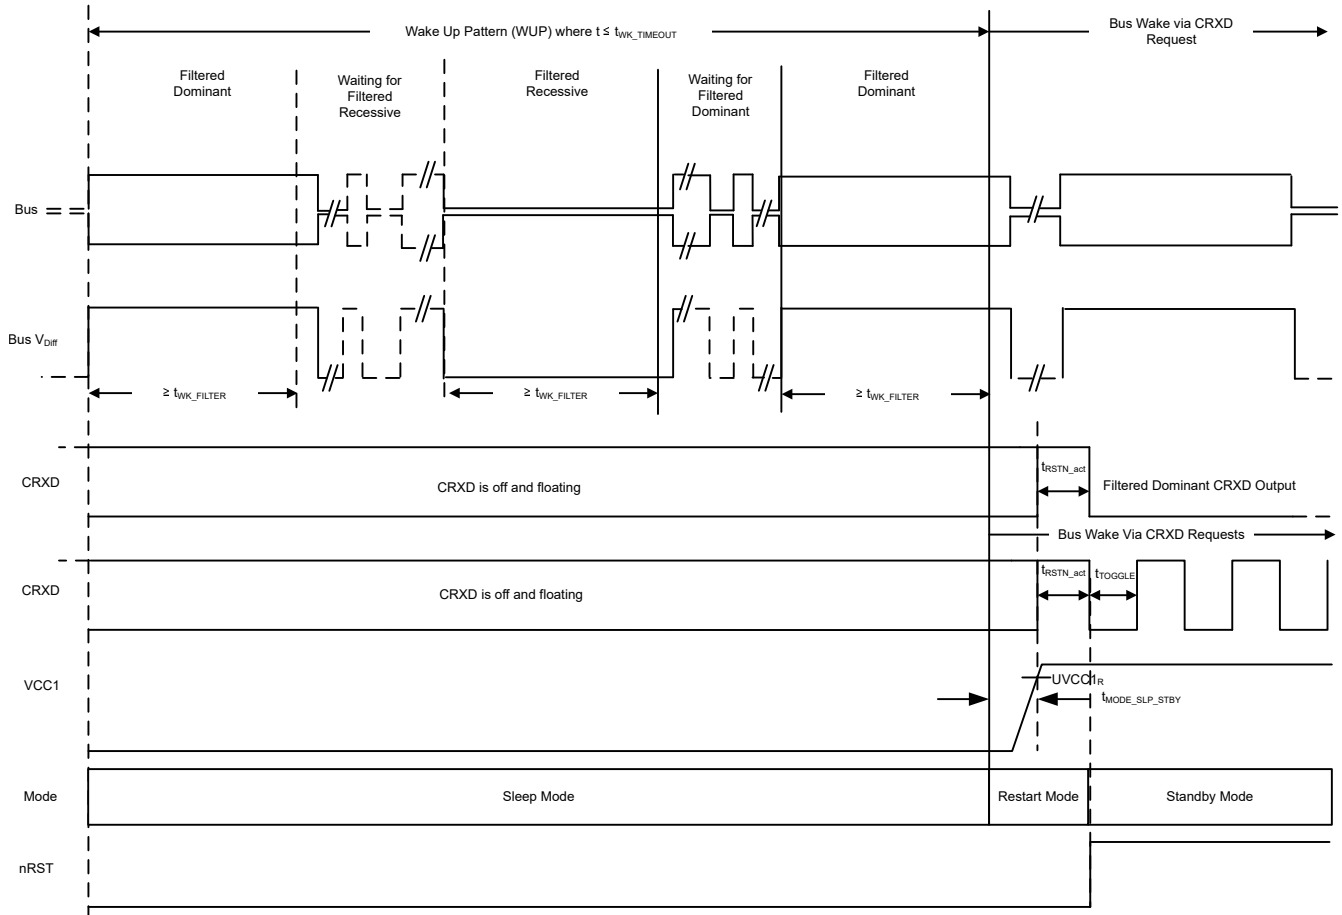 Wake Up Pattern (WUP) where t ≤ tWK_TIMEOUT
Bus Wake via CRXD
Request
Filtered
Dominant
Waiting for
Filtered
Recessive
Filtered
Recessive
Waiting for
Filtered
Dominant
Filtered
Dominant
Bus
Bus VDiff
≥ tWK_FILTER
≥ tWK_FILTER
≥ tWK_FILTER
CRXD
CRXD is off and floating
tRSTN_act
Filtered Dominant CRXD Output
Bus Wake Via CRXD Requests
CRXD
CRXD is off and floating
tRSTN_act
tTOGGLE
VCC1
UVCC1R
tMODE_SLP_STBY
Mode
Sleep Mode
Restart Mode
Standby Mode
nRST